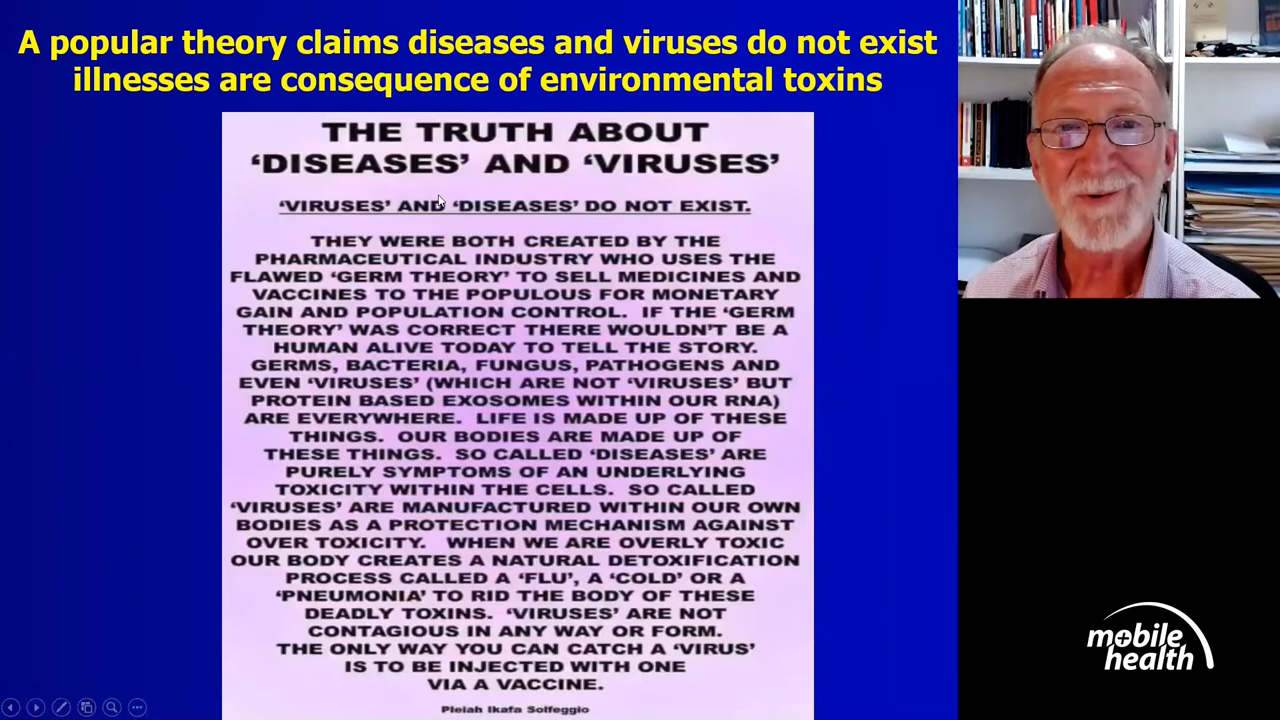 A popular theory claims diseases and viruses do not exist
illnesses are consequence of environmental toxins
THE TRUTH ABOUT
‘DISEASES’ AND ‘VIRUSES’
‘VIRUSES’ AND ‘DISEASES’ DO NOT EXIST.
THEY WERE BOTH CREATED BY THE
PHARMACEUTICAL INDUSTRY WHO USES THE
FLAWED ‘GERM THEORY’ TO SELL MEDICINES AND
VACCINES TO THE POPULOUS FOR MONETARY
GAIN AND POPULATION CONTROL. IF THE ‘GERM
THEORY’ WAS CORRECT THERE WOULDN’T BE A
HUMAN ALIVE TODAY TO TELL THE STORY.
GERMS, BACTERIA, FUNGUS, PATHOGENS AND
EVEN ‘VIRUSES’ (WHICH ARE NOT ‘VIRUSES’ BUT
PROTEIN BASED EXOSOMES WITHIN OUR RNA)
ARE EVERYWHERE. LIFE IS MADE UP OF THESE
THINGS. OUR BODIES ARE MADE UP OF
THESE THINGS. SO CALLED ‘DISEASES’ ARE
PURELY SYMPTOMS OF AN UNDERLYING
TOXICITY WITHIN THE CELLS. SO CALLED
‘VIRUSES’ ARE MANUFACTURED WITHIN OUR OWN
BODIES AS A PROTECTION MECHANISM AGAINST
OVER TOXICITY. WHEN WE ARE OVERLY TOXIC
OUR BODY CREATES A NATURAL DETOXIFICATION
PROCESS CALLED A ‘FLU’, A ‘COLD’ OR A
‘PNEUMONIA’ TO RID THE BODY OF THESE
DEADLY TOXINS. ‘VIRUSES’ ARE NOT
CONTAGIOUS IN ANY WAY OR FORM.
THE ONLY WAY YOU CAN CATCH A ‘VIRUS’
IS TO BE INJECTED WITH ONE
VIA A VACCINE.
Pleiah Ikafa Solfeggio
mobile
health